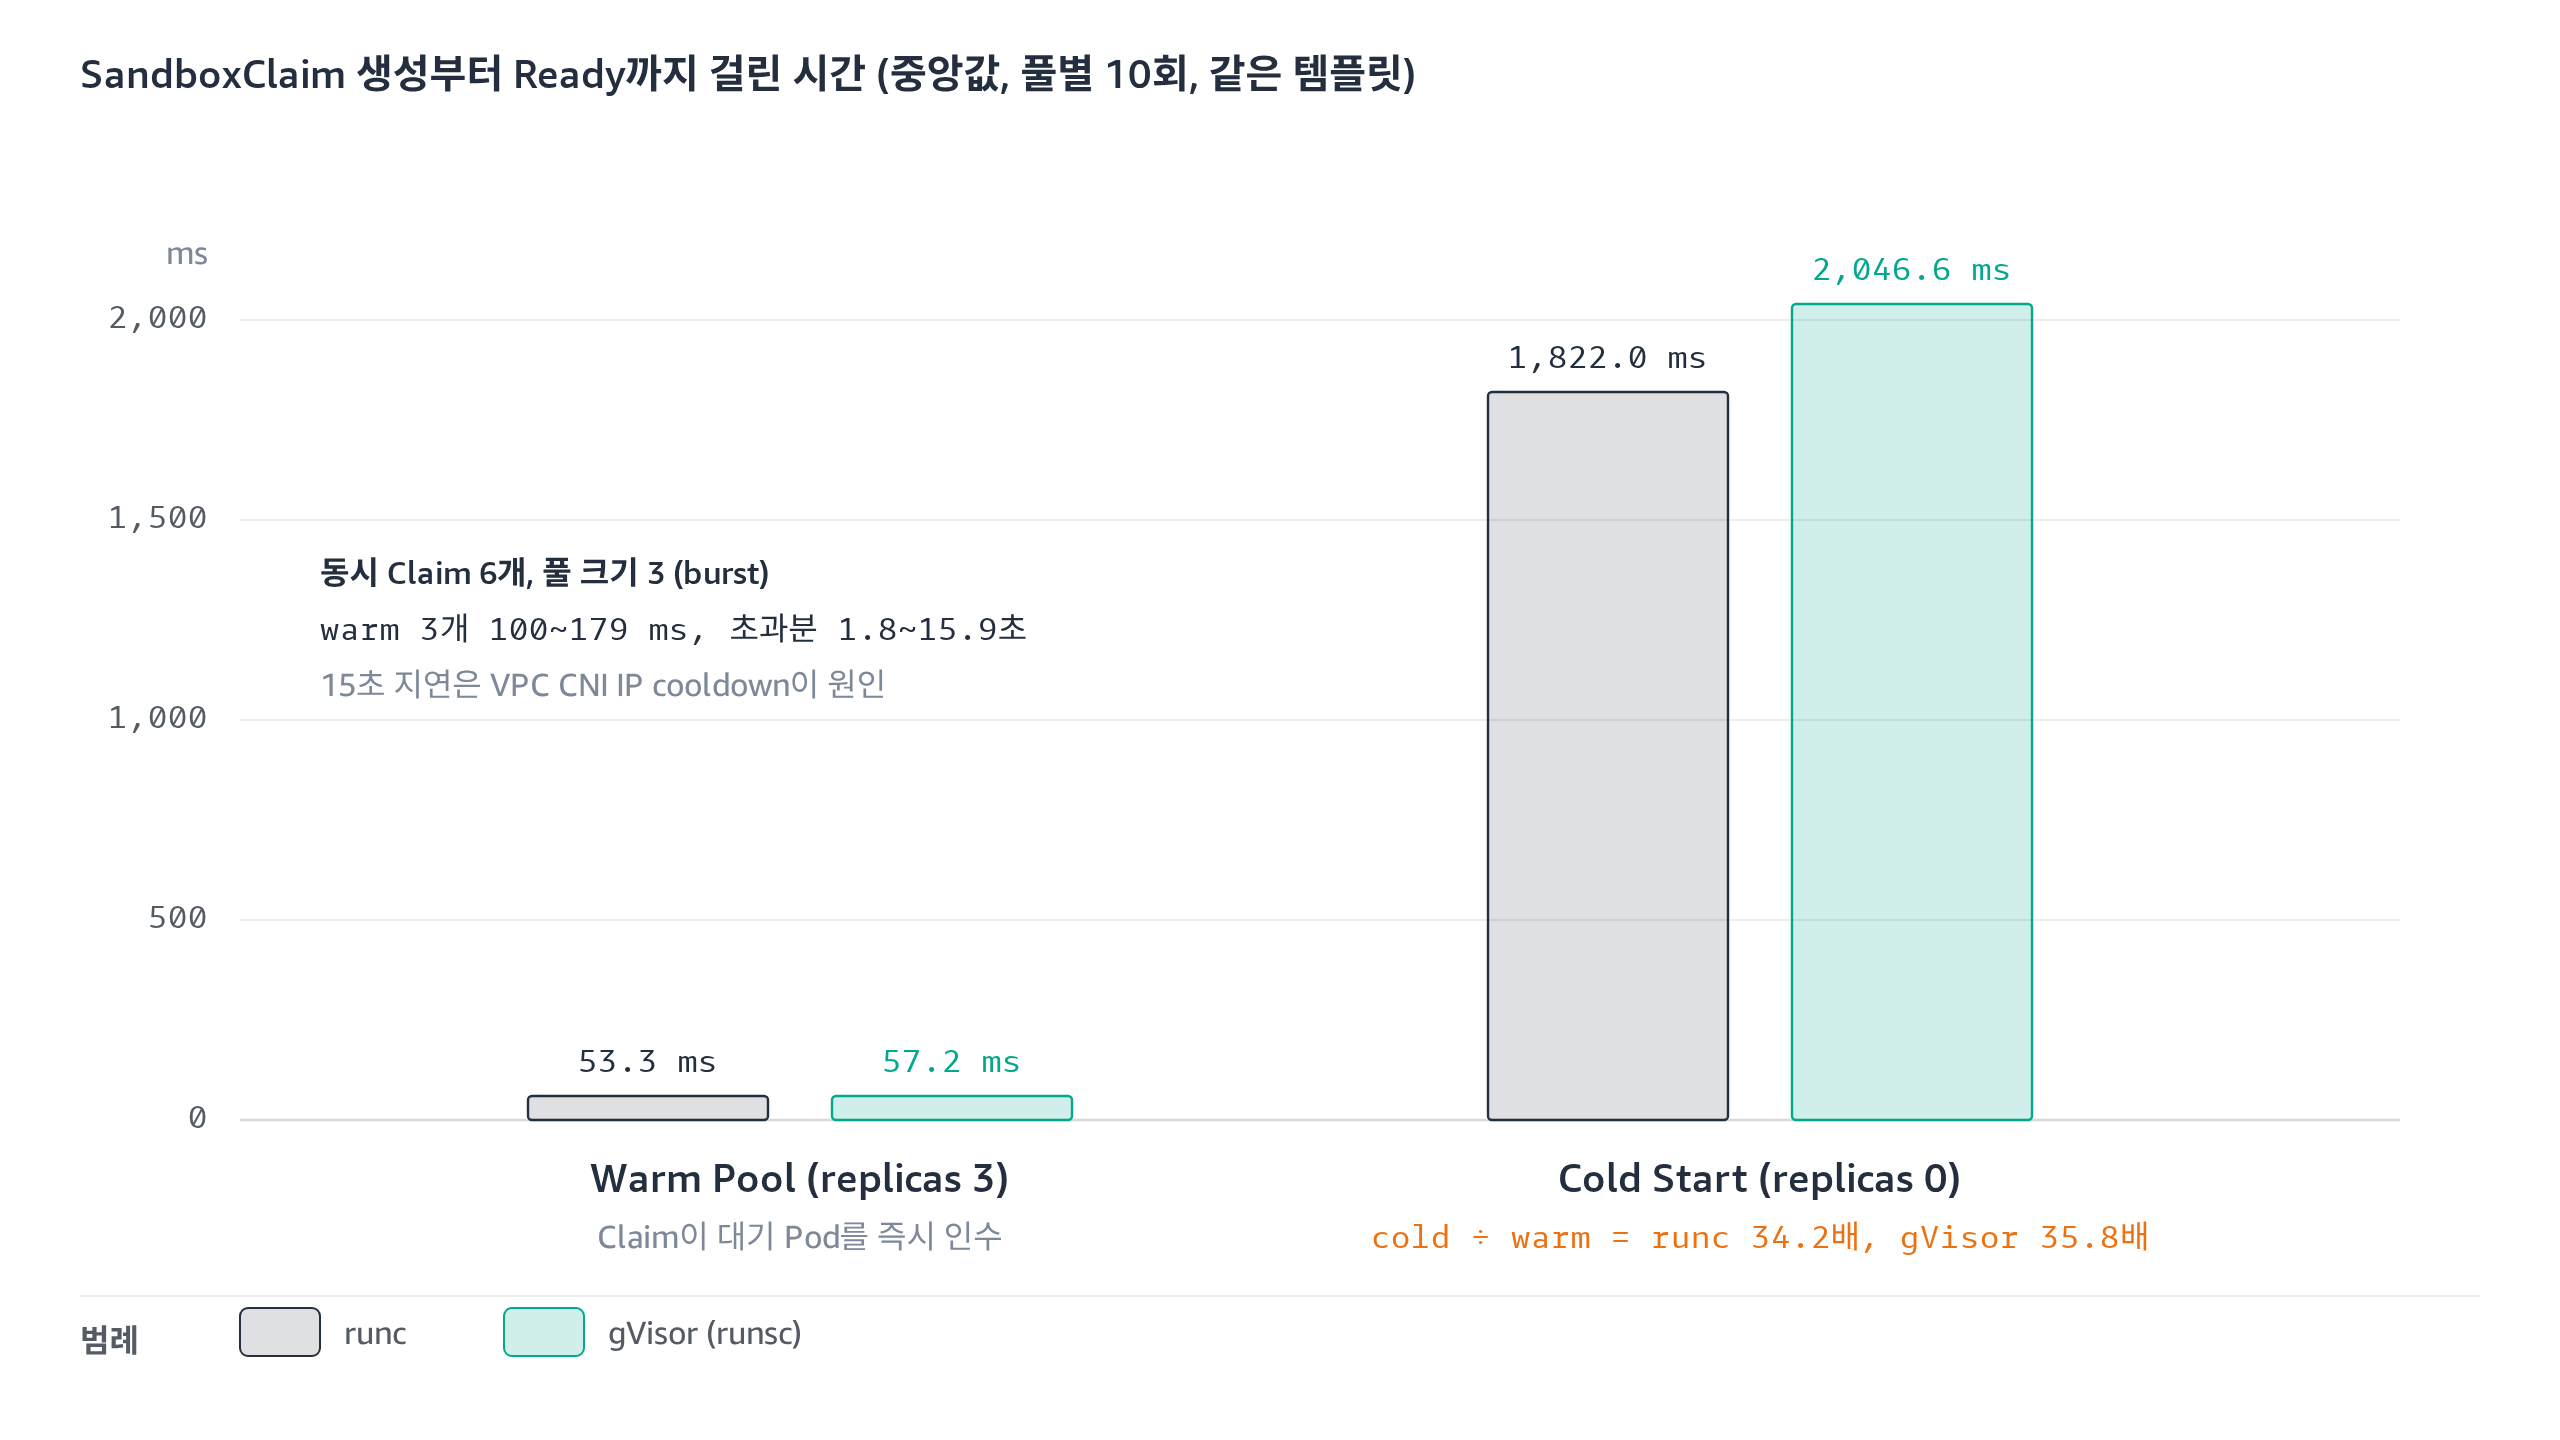 SandboxClaim 생성부터 Ready까지 걸린 시간 (중앙값, 풀별 10회, 같은 템플릿)
ms
2,000
1,500
1,000
500
0
2,046.6 ms
1,822.0 ms
동시 Claim 6개, 풀 크기 3 (burst)
warm 3개 100~179 ms, 초과분 1.8~15.9초
15초 지연은 VPC CNI IP cooldown이 원인
53.3 ms
57.2 ms
Warm Pool (replicas 3)
Claim이 대기 Pod를 즉시 인수
Cold Start (replicas 0)
cold ÷ warm = runc 34.2배, gVisor 35.8배
범례
runc
gVisor (runsc)